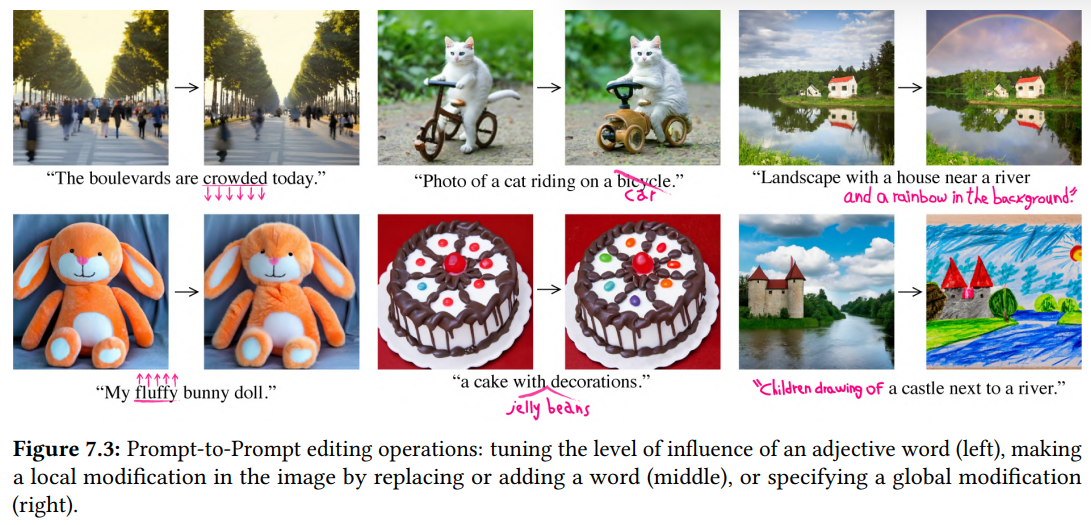 “The boulevards are crowded today.”
↓↓↓↓↓↓
“Photo of a cat riding on a bicycle.”
car
“Landscape with a house near a river
and a rainbow in the background.”
↑↑↑↑↑
“My fluffy bunny doll.”
“a cake with decorations.”
jelly beans
“Children drawing of a castle next to a river.”
Figure 7.3: Prompt-to-Prompt editing operations: tuning the level of influence of an adjective word (left), making
a local modification in the image by replacing or adding a word (middle), or specifying a global modification
(right).